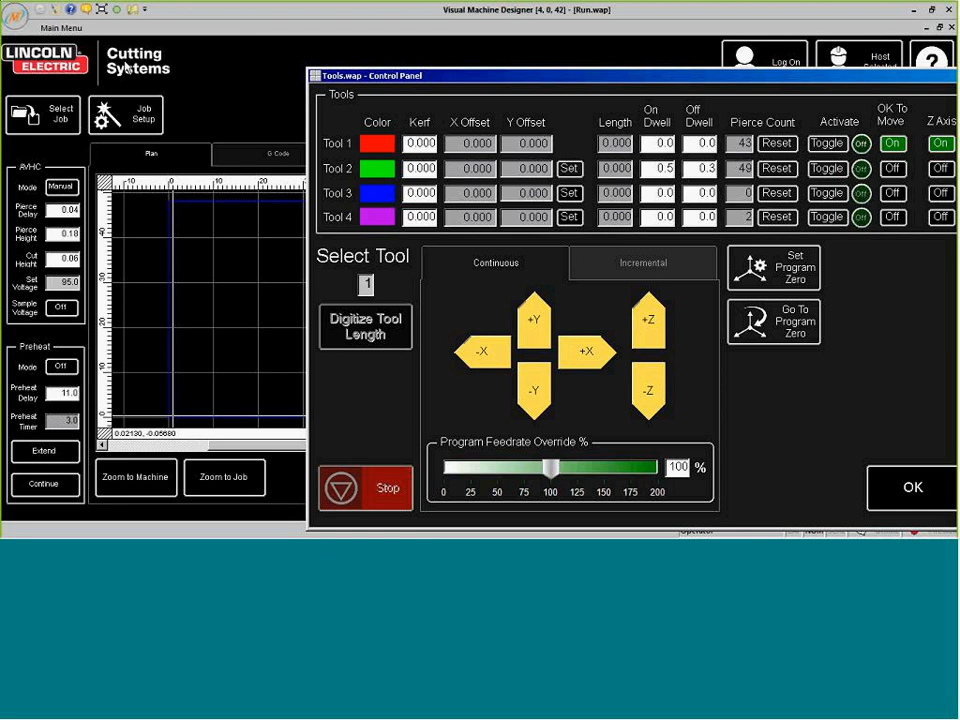 Visual Machine Designer [4, 0, 42] - [Run.wap]
Main Menu
LINCOLN
ELECTRIC
Cutting
Systems
Log On
Host
?
Select
Job
Job
Setup
Plan
G Code
AVHC
Mode Manual
Pierce
Delay 0.04
Pierce
Height 0.18
Cut
Height 0.06
Set
Voltage 95.0
Sample
Voltage Off
Preheat
Mode Off
Preheat
Delay 11.0
Preheat
Timer 3.0
Extend
Continue
-10 0 10 20
40
30
20
10
0
0.02130, -0.05680
Zoom to Machine
Zoom to Job
Tools.wap - Control Panel
Tools
Color Kerf X Offset Y Offset Length On Dwell Off Dwell Pierce Count Activate OK To Move Z Axis
Tool 1 0.000 0.000 0.000 0.000 0.0 0.0 43 Reset Toggle Off On On
Tool 2 0.000 0.000 0.000 Set 0.000 0.5 0.3 49 Reset Toggle Off Off Off
Tool 3 0.000 0.000 0.000 Set 0.000 0.0 0.0 0 Reset Toggle Off Off Off
Tool 4 0.000 0.000 0.000 Set 0.000 0.0 0.0 2 Reset Toggle Off Off Off
Select Tool
1
Digitize Tool
Length
Stop
Continuous
Incremental
+Y
-X
+X
-Y
+Z
-Z
Program Feedrate Override %
100 %
0 25 50 75 100 125 150 175 200
Set
Program
Zero
Go To
Program
Zero
OK